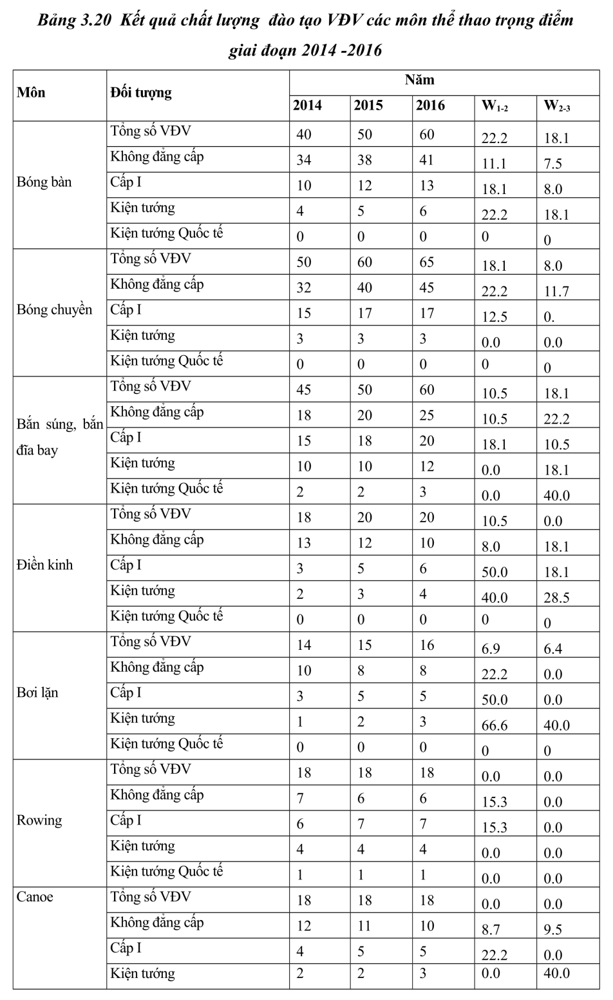 Bảng 3.20 Kết quả chất lượng đào tạo VĐV các môn thể thao trọng điểm
giai đoạn 2014 -2016
Môn Đối tượng Năm
2014 2015 2016 W1-2 W2-3
Bóng bàn
Tổng số VĐV 40 50 60 22.2 18.1
Không đẳng cấp 34 38 41 11.1 7.5
Cấp I 10 12 13 18.1 8.0
Kiện tướng 4 5 6 22.2 18.1
Kiện tướng Quốc tế 0 0 0 0 0
Bóng chuyền
Tổng số VĐV 50 60 65 18.1 8.0
Không đẳng cấp 32 40 45 22.2 11.7
Cấp I 15 17 17 12.5 0.
Kiện tướng 3 3 3 0.0 0.0
Kiện tướng Quốc tế 0 0 0 0 0
Bắn súng, bắn
đĩa bay
Tổng số VĐV 45 50 60 10.5 18.1
Không đẳng cấp 18 20 25 10.5 22.2
Cấp I 15 18 20 18.1 10.5
Kiện tướng 10 10 12 0.0 18.1
Kiện tướng Quốc tế 2 2 3 0.0 40.0
Điền kinh
Tổng số VĐV 18 20 20 10.5 0.0
Không đẳng cấp 13 12 10 8.0 18.1
Cấp I 3 5 6 50.0 18.1
Kiện tướng 2 3 4 40.0 28.5
Kiện tướng Quốc tế 0 0 0 0 0
Bơi lặn
Tổng số VĐV 14 15 16 6.9 6.4
Không đẳng cấp 10 8 8 22.2 0.0
Cấp I 3 5 5 50.0 0.0
Kiện tướng 1 2 3 66.6 40.0
Kiện tướng Quốc tế 0 0 0 0 0
Rowing
Tổng số VĐV 18 18 18 0.0 0.0
Không đẳng cấp 7 6 6 15.3 0.0
Cấp I 6 7 7 15.3 0.0
Kiện tướng 4 4 4 0.0 0.0
Kiện tướng Quốc tế 1 1 1 0.0 0.0
Canoe
Tổng số VĐV 18 18 18 0.0 0.0
Không đẳng cấp 12 11 10 8.7 9.5
Cấp I 4 5 5 22.2 0.0
Kiện tướng 2 2 3 0.0 40.0